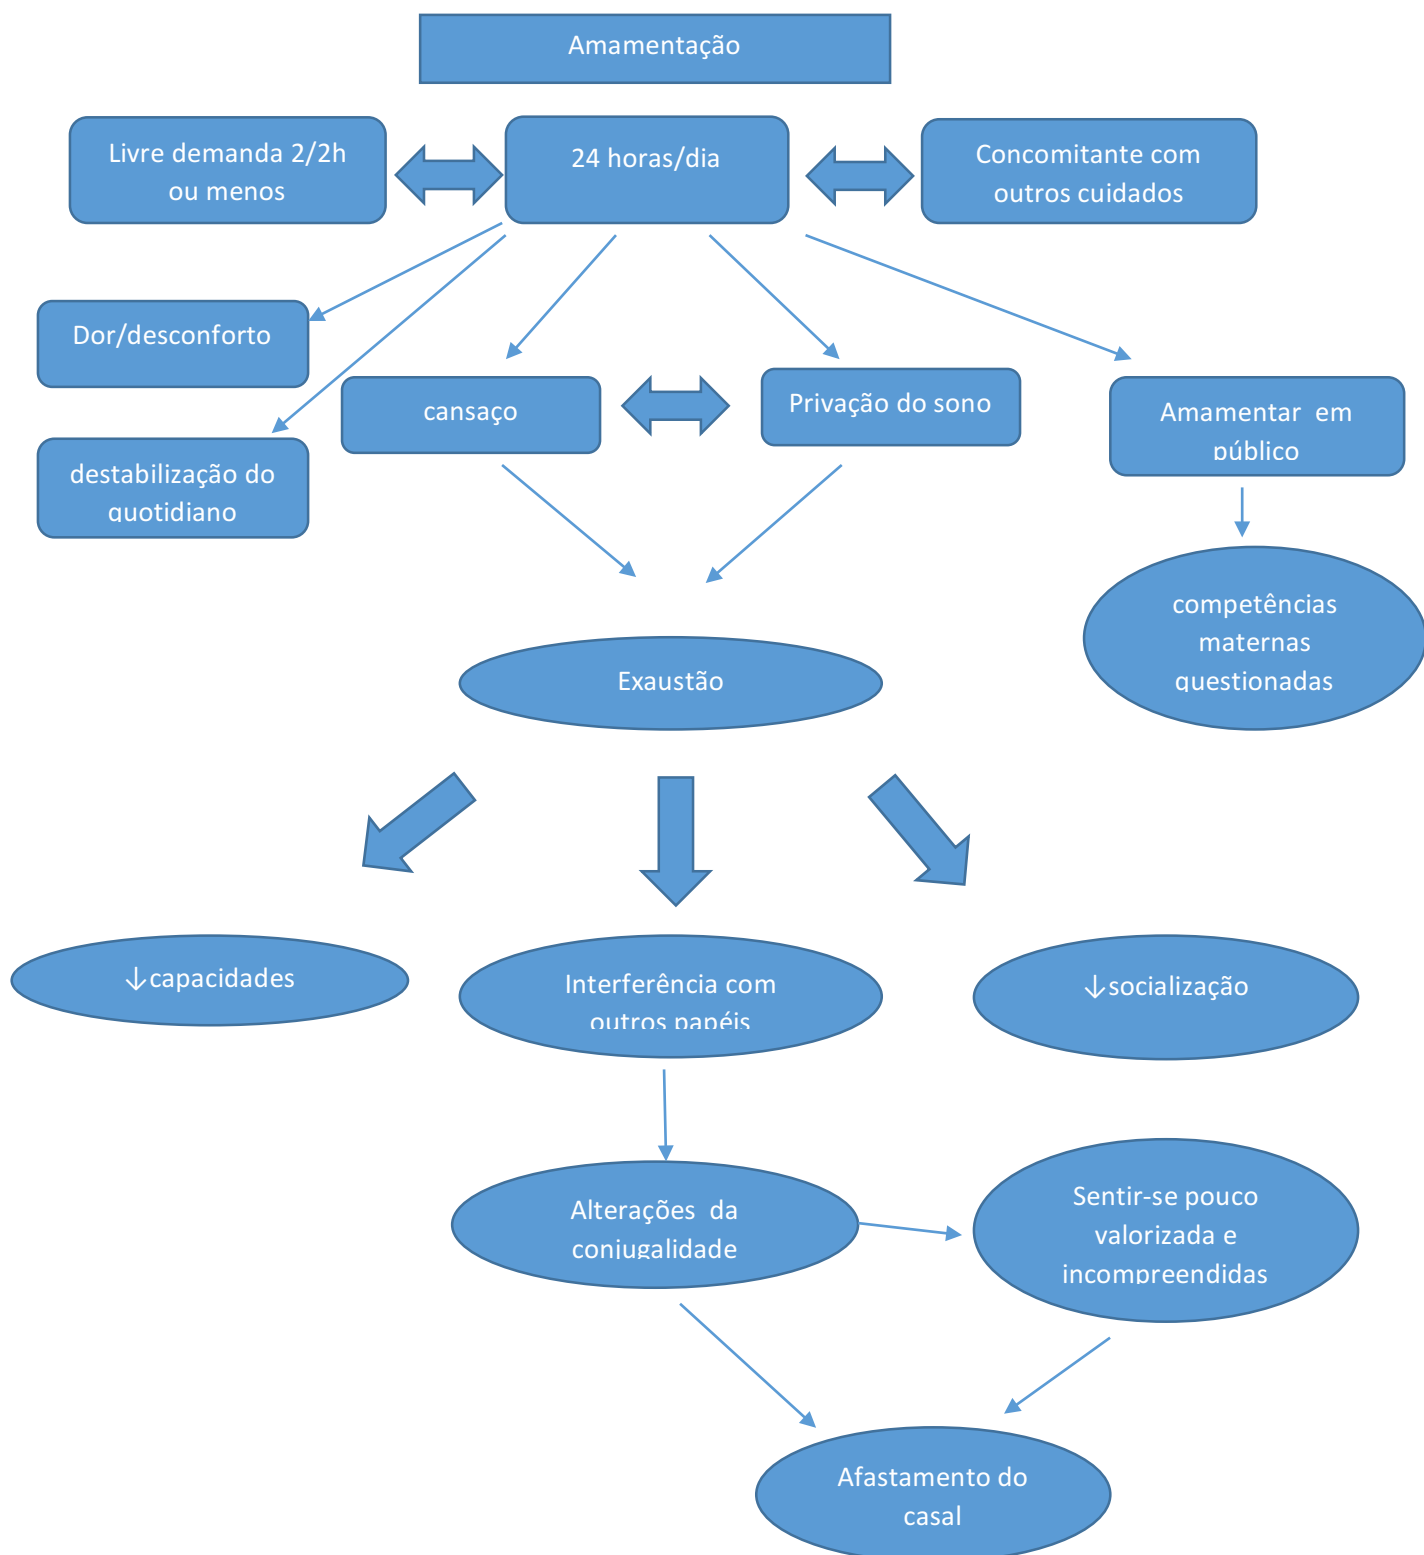 Amamentação
Livre demanda 2/2h
ou menos
24 horas/dia
Concomitante com
outros cuidados
Dor/desconforto
cansaço
Privação do sono
Amamentar  em
público
destabilização do
quotidiano
competências
maternas
questionadas
Exaustão
↓capacidades
Interferência com
outros papéis
↓socialização
Alterações  da
conjugalidade
Sentir-se pouco
valorizada e
incompreendidas
Afastamento do
casal